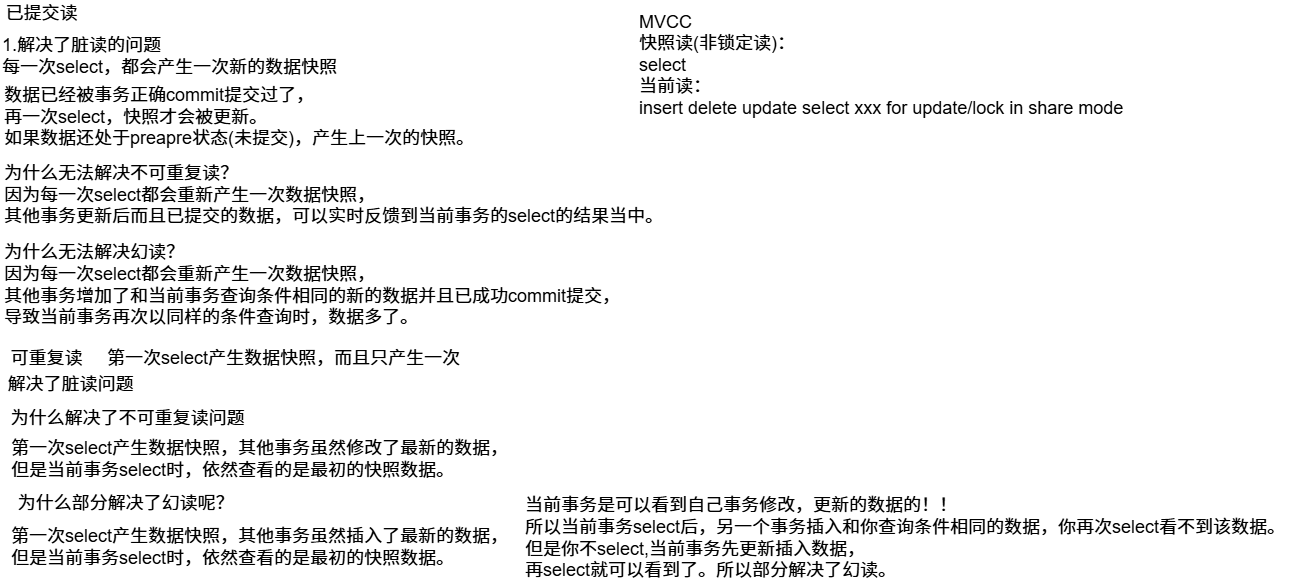 已提交读
1.解决了脏读的问题
每一次select，都会产生一次新的数据快照
数据已经被事务正确commit提交过了，
再一次select，快照才会被更新。
如果数据还处于preapre状态(未提交)，产生上一次的快照。
MVCC
快照读(非锁定读)：
select
当前读：
insert delete update select xxx for update/lock in share mode
为什么无法解决不可重复读？
因为每一次select都会重新产生一次数据快照，
其他事务更新后而且已提交的数据，可以实时反馈到当前事务的select的结果当中。
为什么无法解决幻读？
因为每一次select都会重新产生一次数据快照，
其他事务增加了和当前事务查询条件相同的新的数据并且已成功commit提交，
导致当前事务再次以同样的条件查询时，数据多了。
可重复读 第一次select产生数据快照，而且只产生一次
解决了脏读问题
为什么解决了不可重复读问题
第一次select产生数据快照，其他事务虽然修改了最新的数据，
但是当前事务select时，依然查看的是最初的快照数据。
为什么部分解决了幻读呢？
第一次select产生数据快照，其他事务虽然插入了最新的数据，
但是当前事务select时，依然查看的是最初的快照数据。
当前事务是可以看到自己事务修改，更新的数据的！！
所以当前事务select后，另一个事务插入和你查询条件相同的数据，你再次select看不到该数据。
但是你不select,当前事务先更新插入数据，
再select就可以看到了。所以部分解决了幻读。